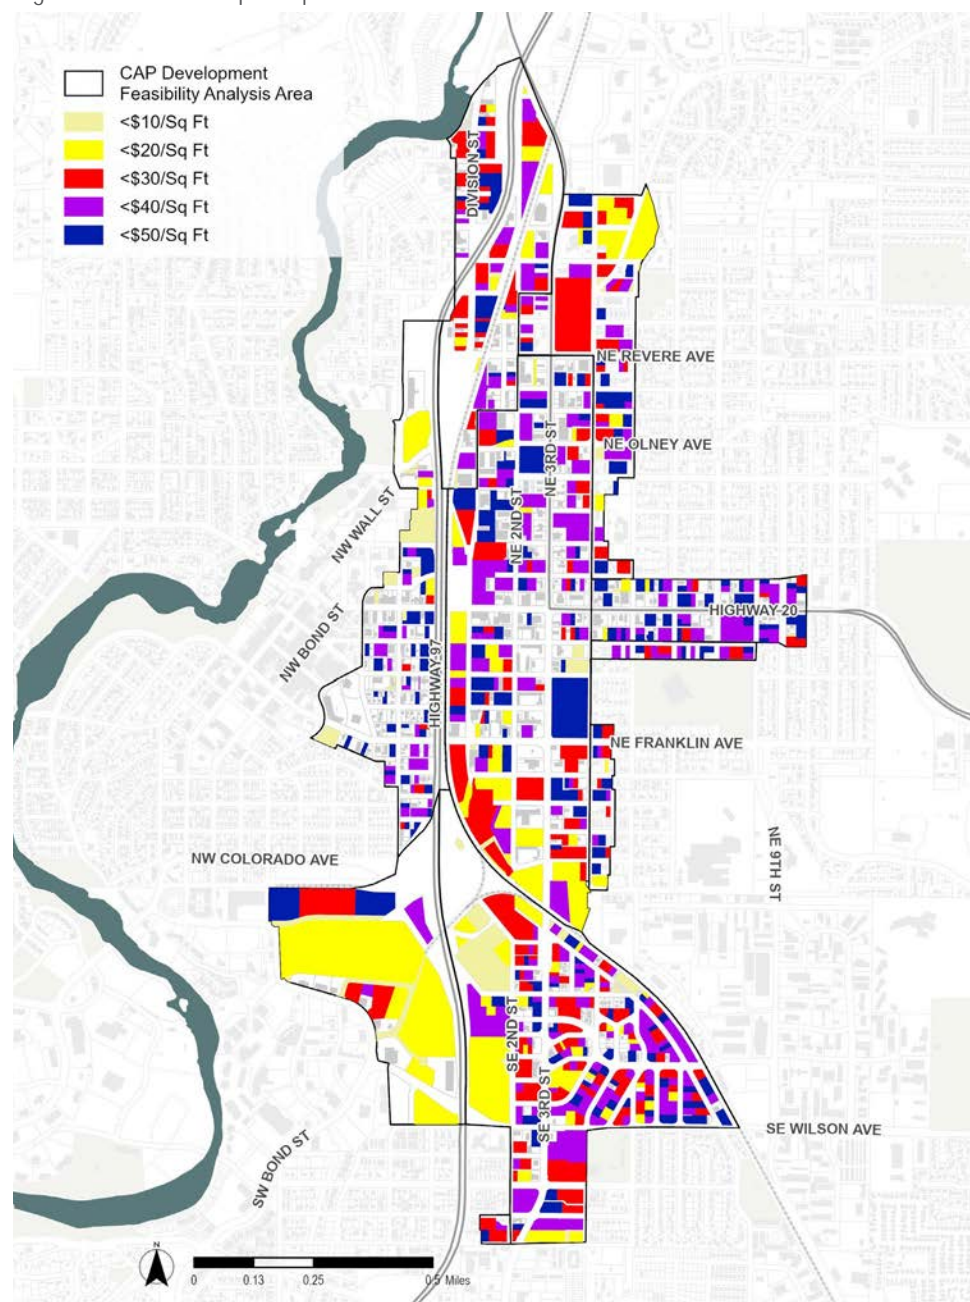 CAP Development
Feasibility Analysis Area
<$10/Sq Ft
<$20/Sq Ft
<$30/Sq Ft
<$40/Sq Ft
<$50/Sq Ft
DIVISION ST
NE REVERE AVE
NE OLNEY AVE
NE 3RD ST
NW WALL ST
NE 2ND ST
HIGHWAY 20
NW BOND ST
HIGHWAY 97
NE FRANKLIN AVE
NW COLORADO AVE
NE 9TH ST
SE 2ND ST
SE 3RD ST
SE WILSON AVE
SW BOND ST
N
0 0.13 0.25 0.5 Miles